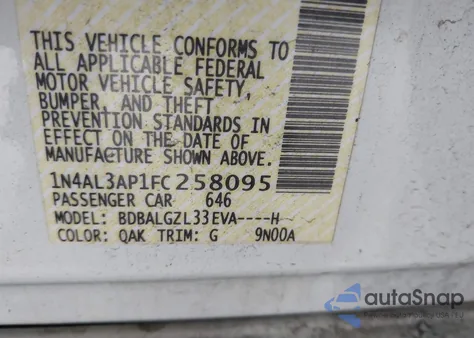 THIS VEHICLE CONFORMS TO
ALL APPLICABLE FEDERAL
MOTOR VEHICLE SAFETY,
BUMPER, AND THEFT
PREVENTION STANDARDS IN
EFFECT ON THE DATE OF
MANUFACTURE SHOWN ABOVE.
1N4AL3AP1FC258095
PASSENGER CAR 646
MODEL: BDBALGZL33EVA----H
COLOR: QAK TRIM: G 9N00A
autoSnap